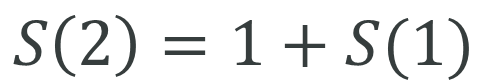 S(2) = 1 + S(1)